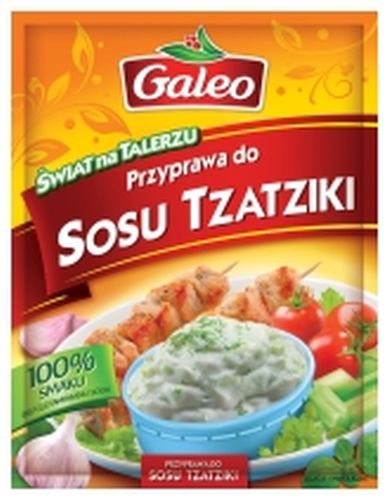 Galeo
ŚWIAT na TALERZU
Przyprawa do
SOSU TZATZIKI
100%
SMAKU
PRZYPRAWA DO
SOSU TZATZIKI